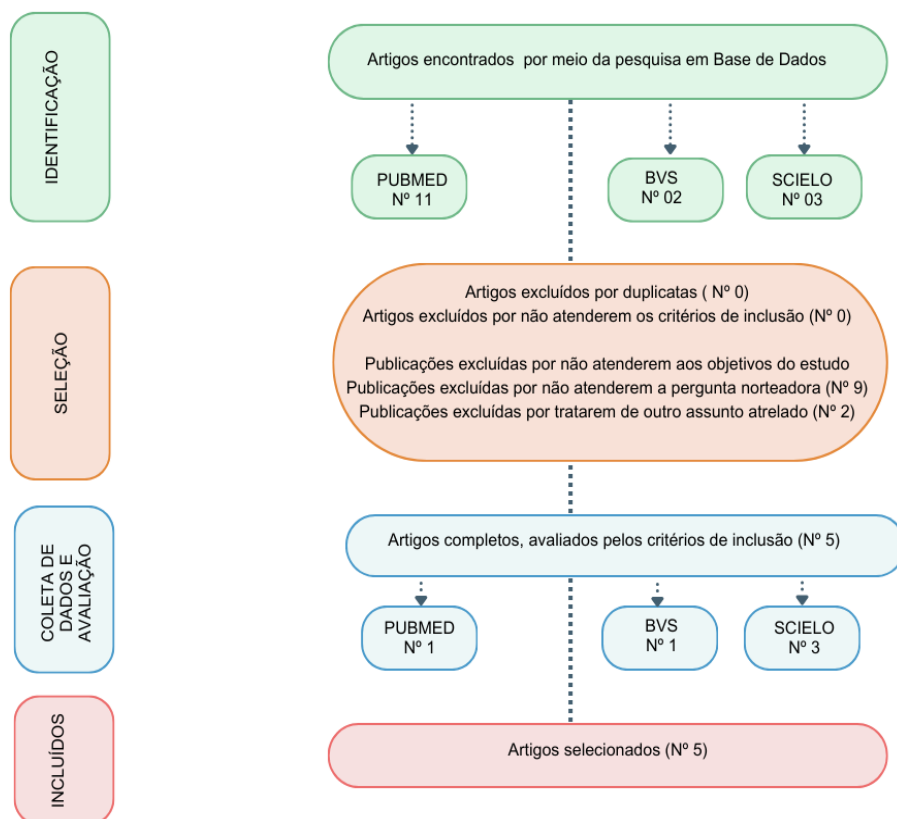 IDENTIFICAÇÃO
Artigos encontrados por meio da pesquisa em Base de Dados
PUBMED
Nº 11
BVS
Nº 02
SCIELO
Nº 03
SELEÇÃO
Artigos excluídos por duplicatas ( Nº 0)
Artigos excluídos por não atenderem os critérios de inclusão (Nº 0)
Publicações excluídas por não atenderem aos objetivos do estudo
Publicações excluídas por não atenderem a pergunta norteadora (Nº 9)
Publicações excluídas por tratarem de outro assunto atrelado (Nº 2)
COLETA DE
DADOS E
AVALIAÇÃO
Artigos completos, avaliados pelos critérios de inclusão (Nº 5)
PUBMED
Nº 1
BVS
Nº 1
SCIELO
Nº 3
INCLUÍDOS
Artigos selecionados (Nº 5)